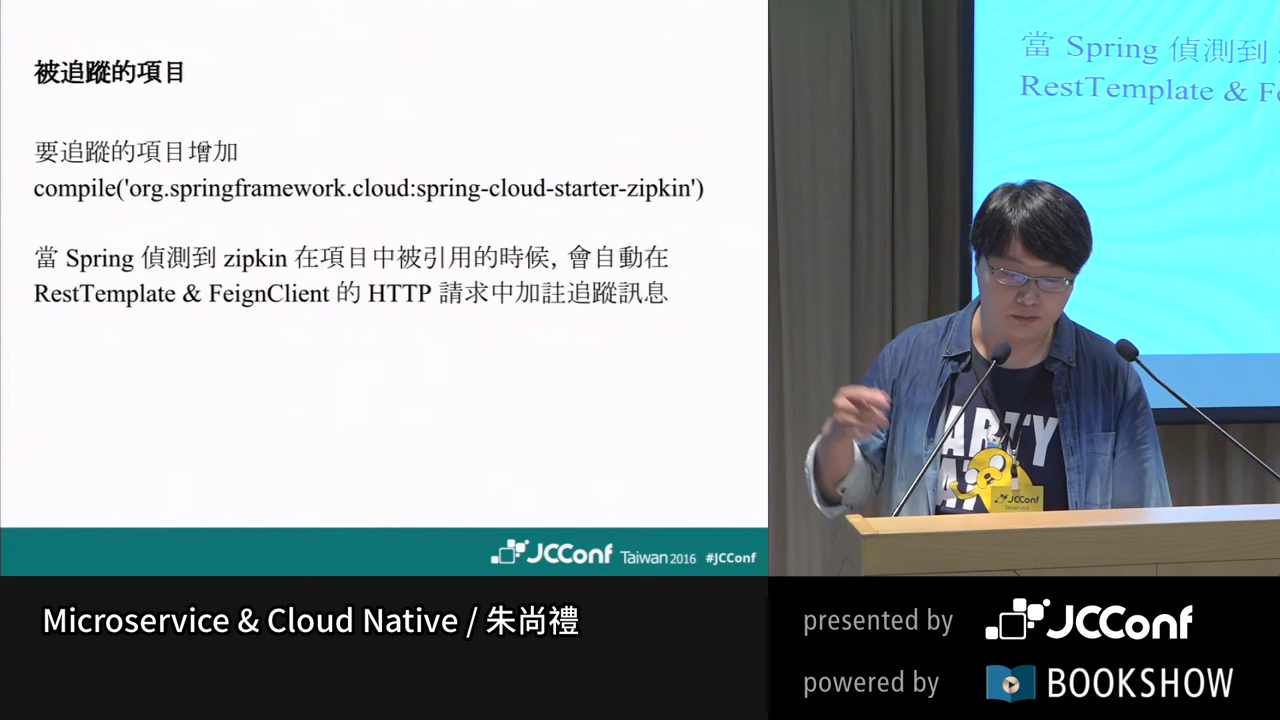 被追蹤的項目
要追蹤的項目增加
compile('org.springframework.cloud:spring-cloud-starter-zipkin')
當 Spring 偵測到 zipkin 在項目中被引用的時候, 會自動在
RestTemplate & FeignClient 的 HTTP 請求中加註追蹤訊息
JCConf Taiwan 2016 #JCConf
當 Spring 偵測到
RestTemplate & Fe
ARTY
AT
JCConf
Microservice & Cloud Native / 朱尚禮
presented by JCConf
powered by BOOKSHOW